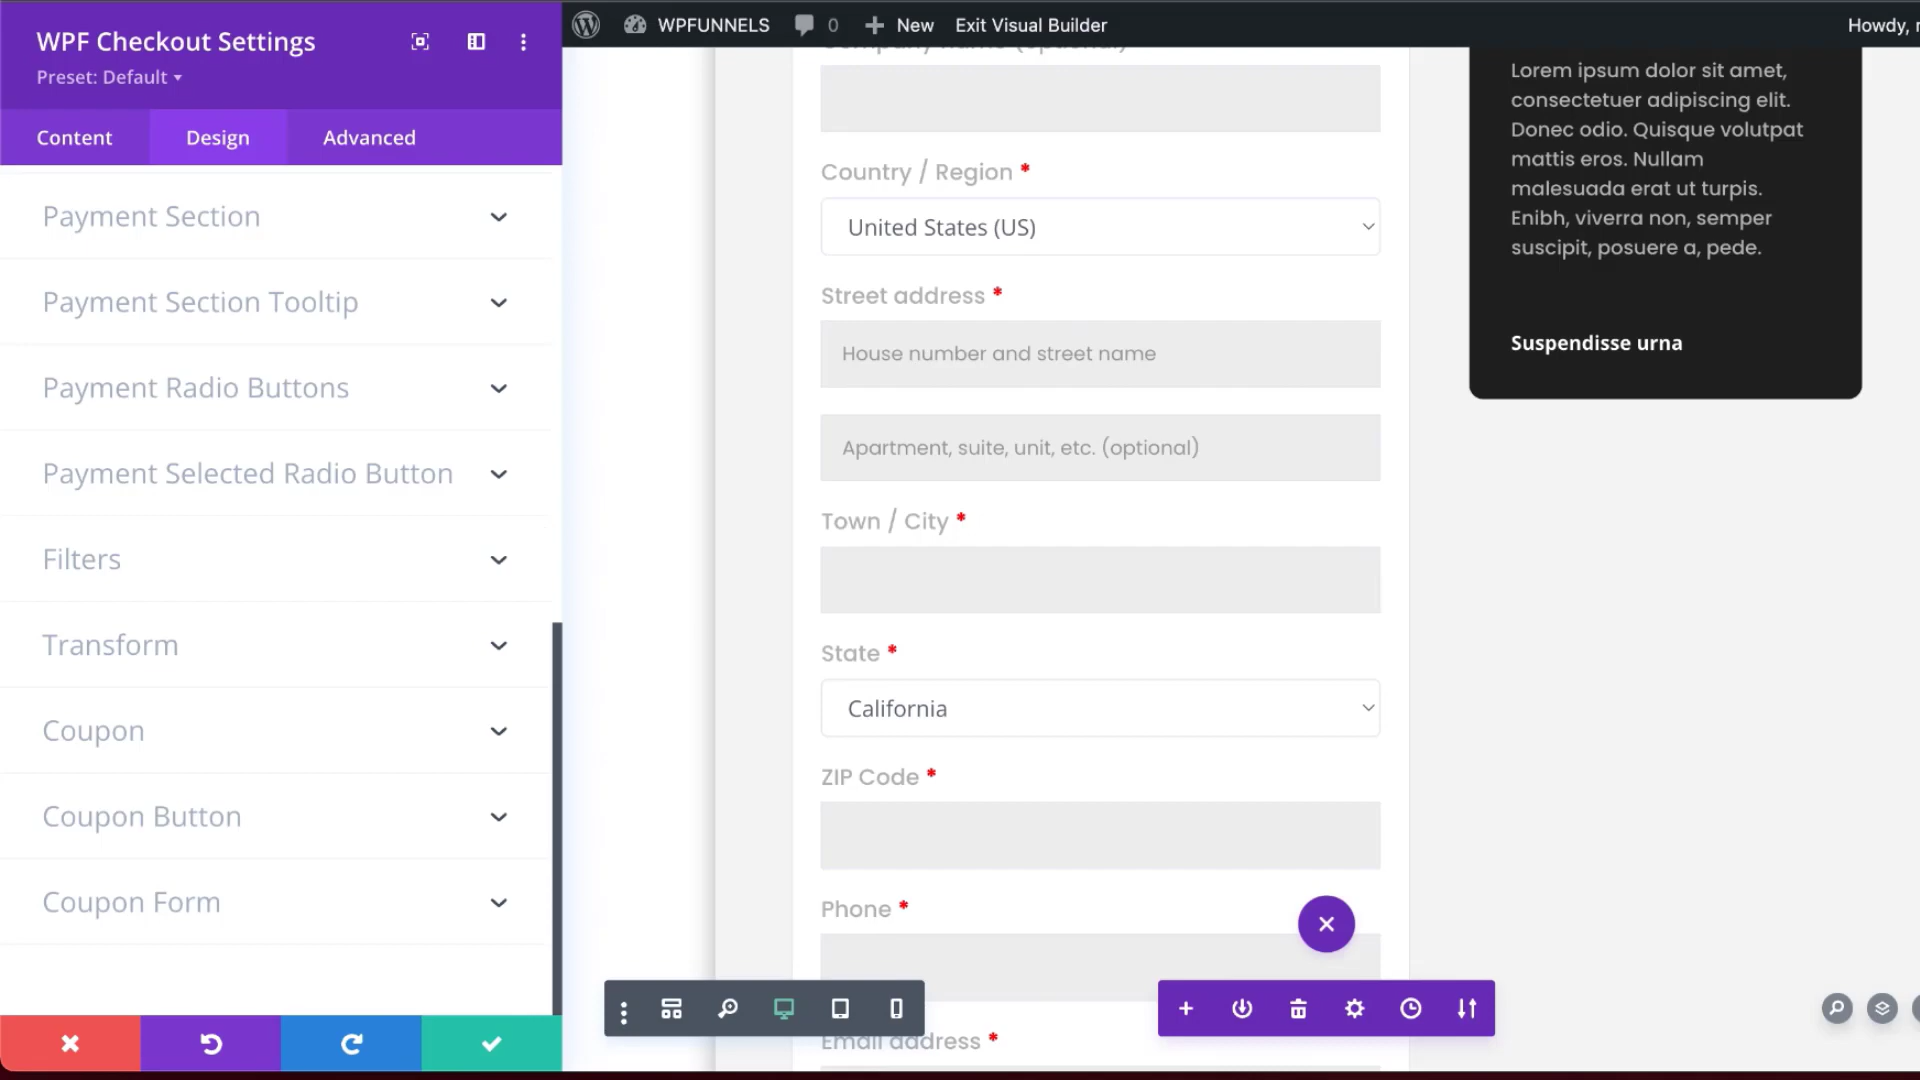 WPF Checkout Settings
Preset: Default
Content
Design
Advanced
Payment Section
Payment Section Tooltip
Payment Radio Buttons
Payment Selected Radio Button
Filters
Transform
Coupon
Coupon Button
Coupon Form
WPFUNNELS
0
New
Exit Visual Builder
Howdy,
Company name (optional)
Country / Region *
United States (US)
Street address *
House number and street name
Apartment, suite, unit, etc. (optional)
Town / City *
State *
California
ZIP Code *
Phone *
Email address *
Lorem ipsum dolor sit amet,
consectetuer adipiscing elit.
Donec odio. Quisque volutpat
mattis eros. Nullam
malesuada erat ut turpis.
Enibh, viverra non, semper
suscipit, posuere a, pede.
Suspendisse urna